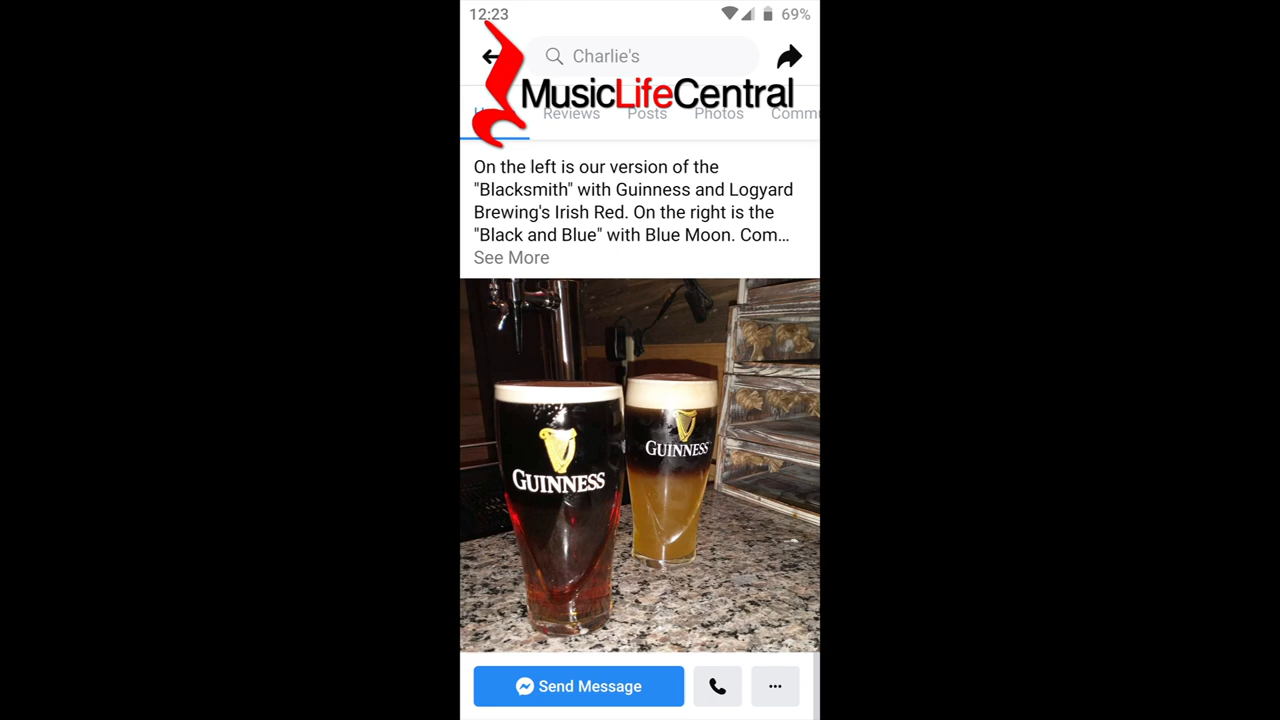 12:23
69%
Charlie's
MusicLifeCentral
Reviews Posts Photos Comm
On the left is our version of the
"Blacksmith" with Guinness and Logyard
Brewing's Irish Red. On the right is the
"Black and Blue" with Blue Moon. Com...
See More
GUINNESS
GUINNESS
Send Message